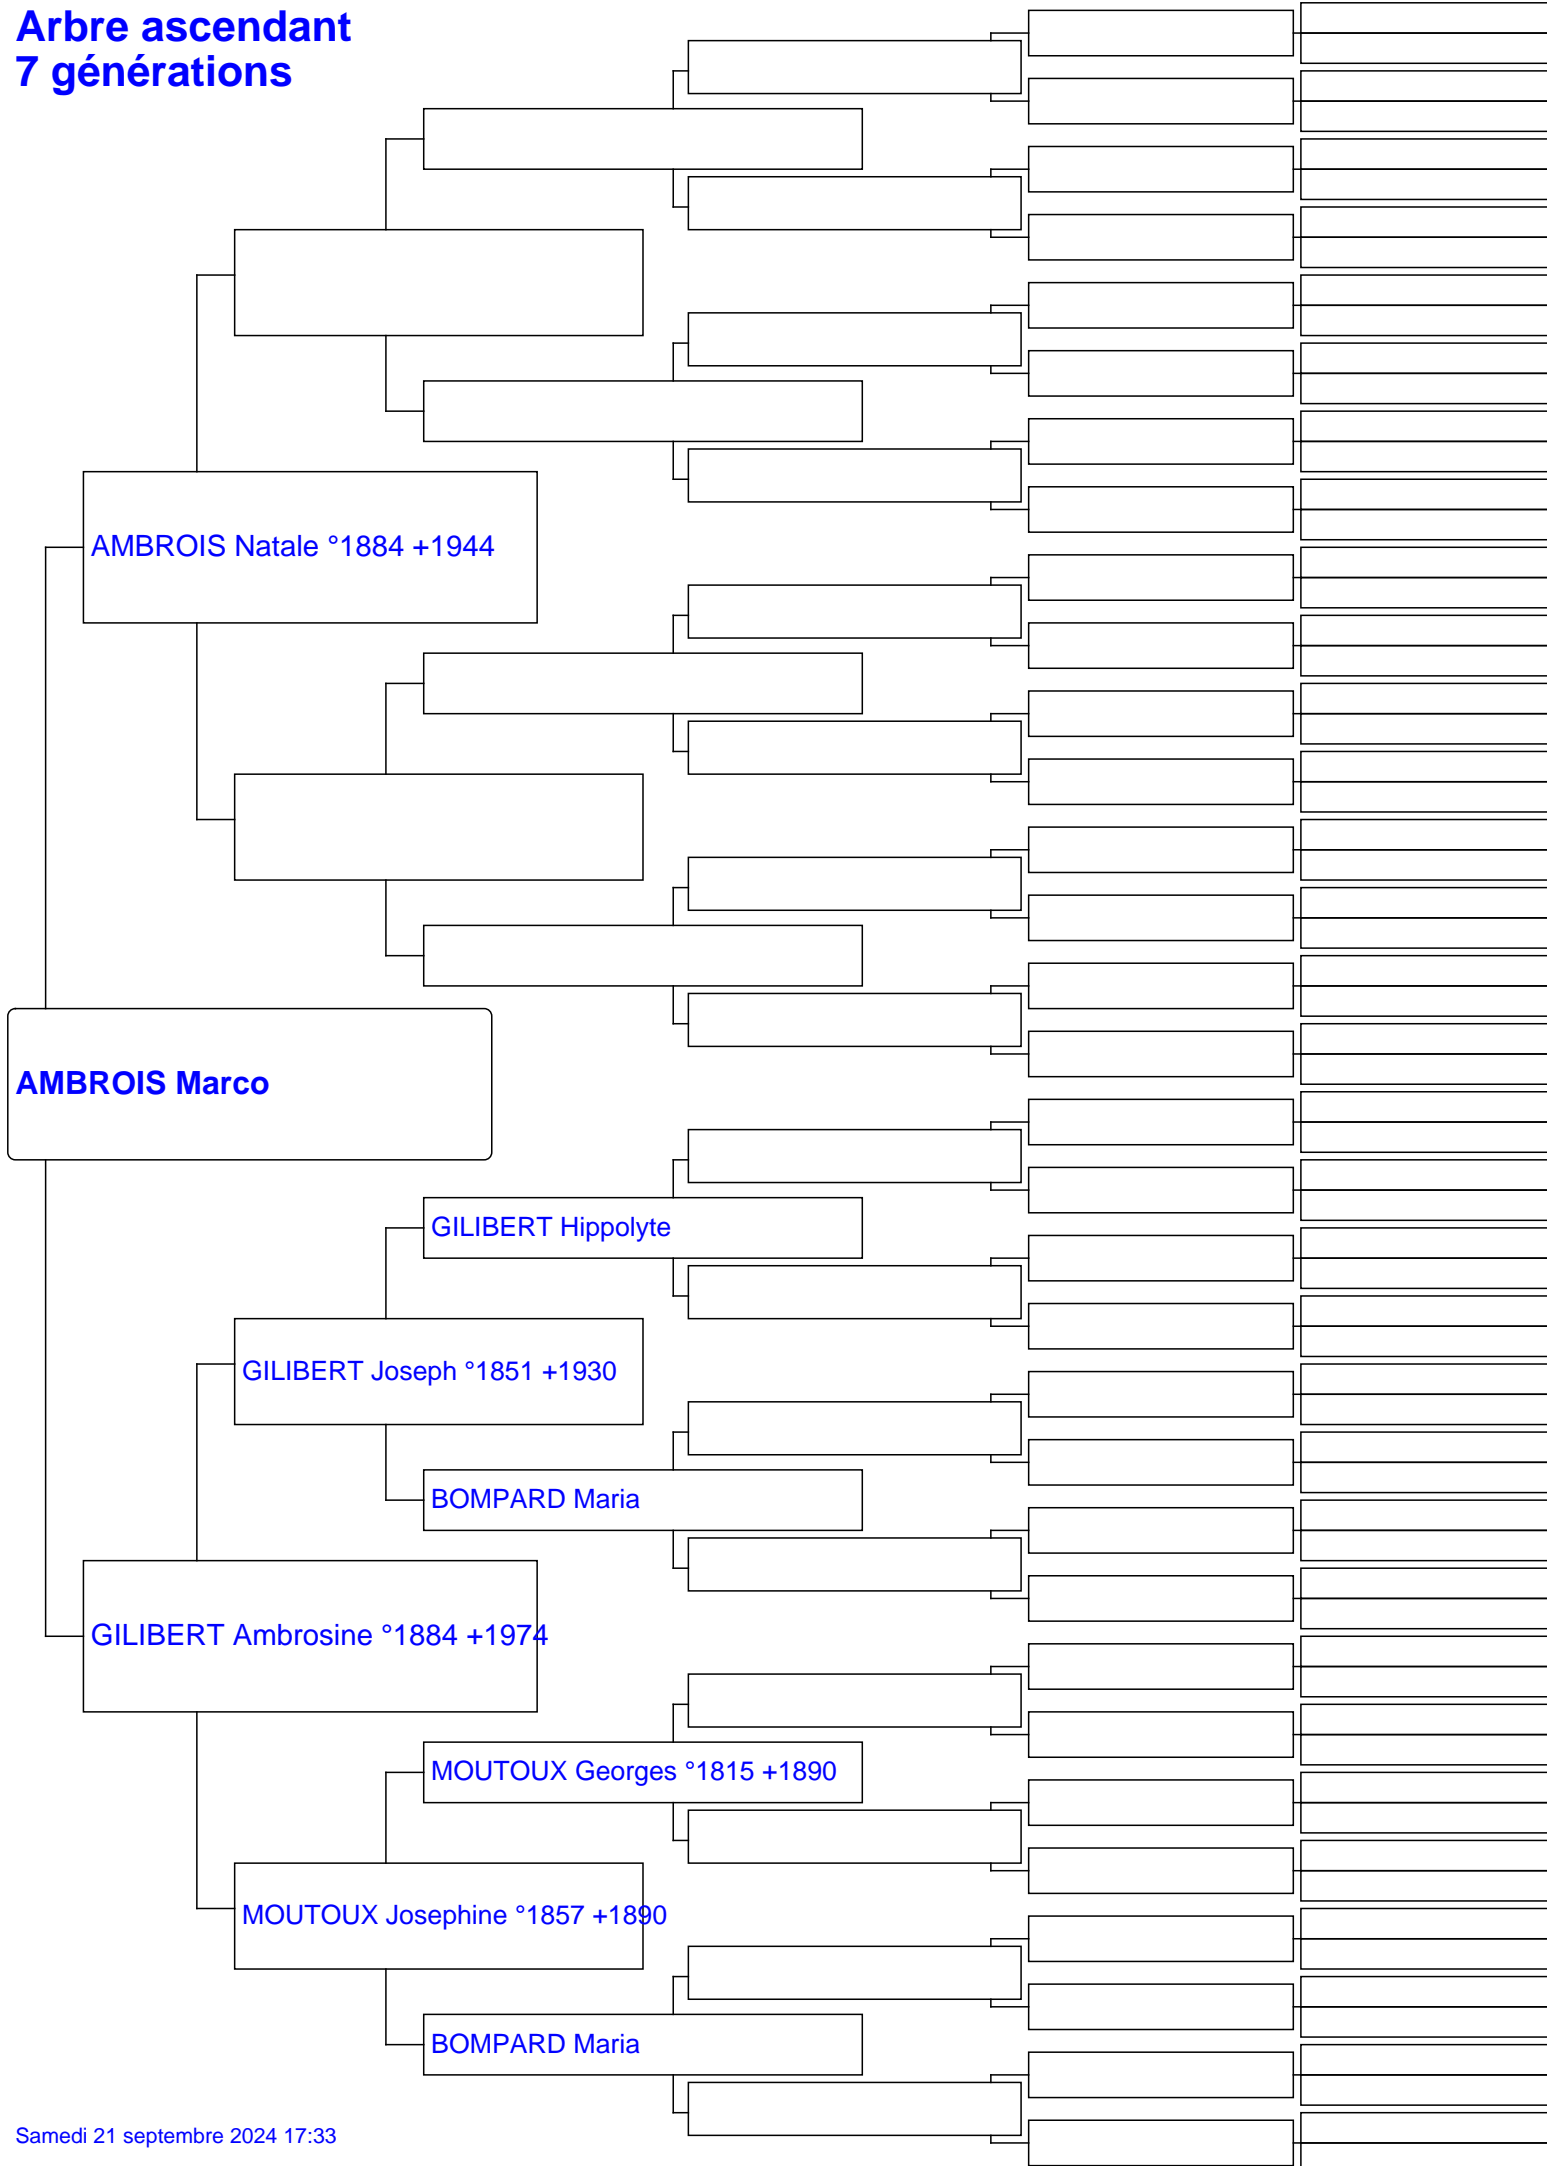 Arbre ascendant
7 générations
AMBROIS Natale °1884 +1944
AMBROIS Marco
GILIBERT Hippolyte
GILIBERT Joseph °1851 +1930
BOMPARD Maria
GILIBERT Ambrosine °1884 +1974
MOUTOUX Georges °1815 +1890
MOUTOUX Josephine °1857 +1890
BOMPARD Maria
Samedi 21 septembre 2024 17:33